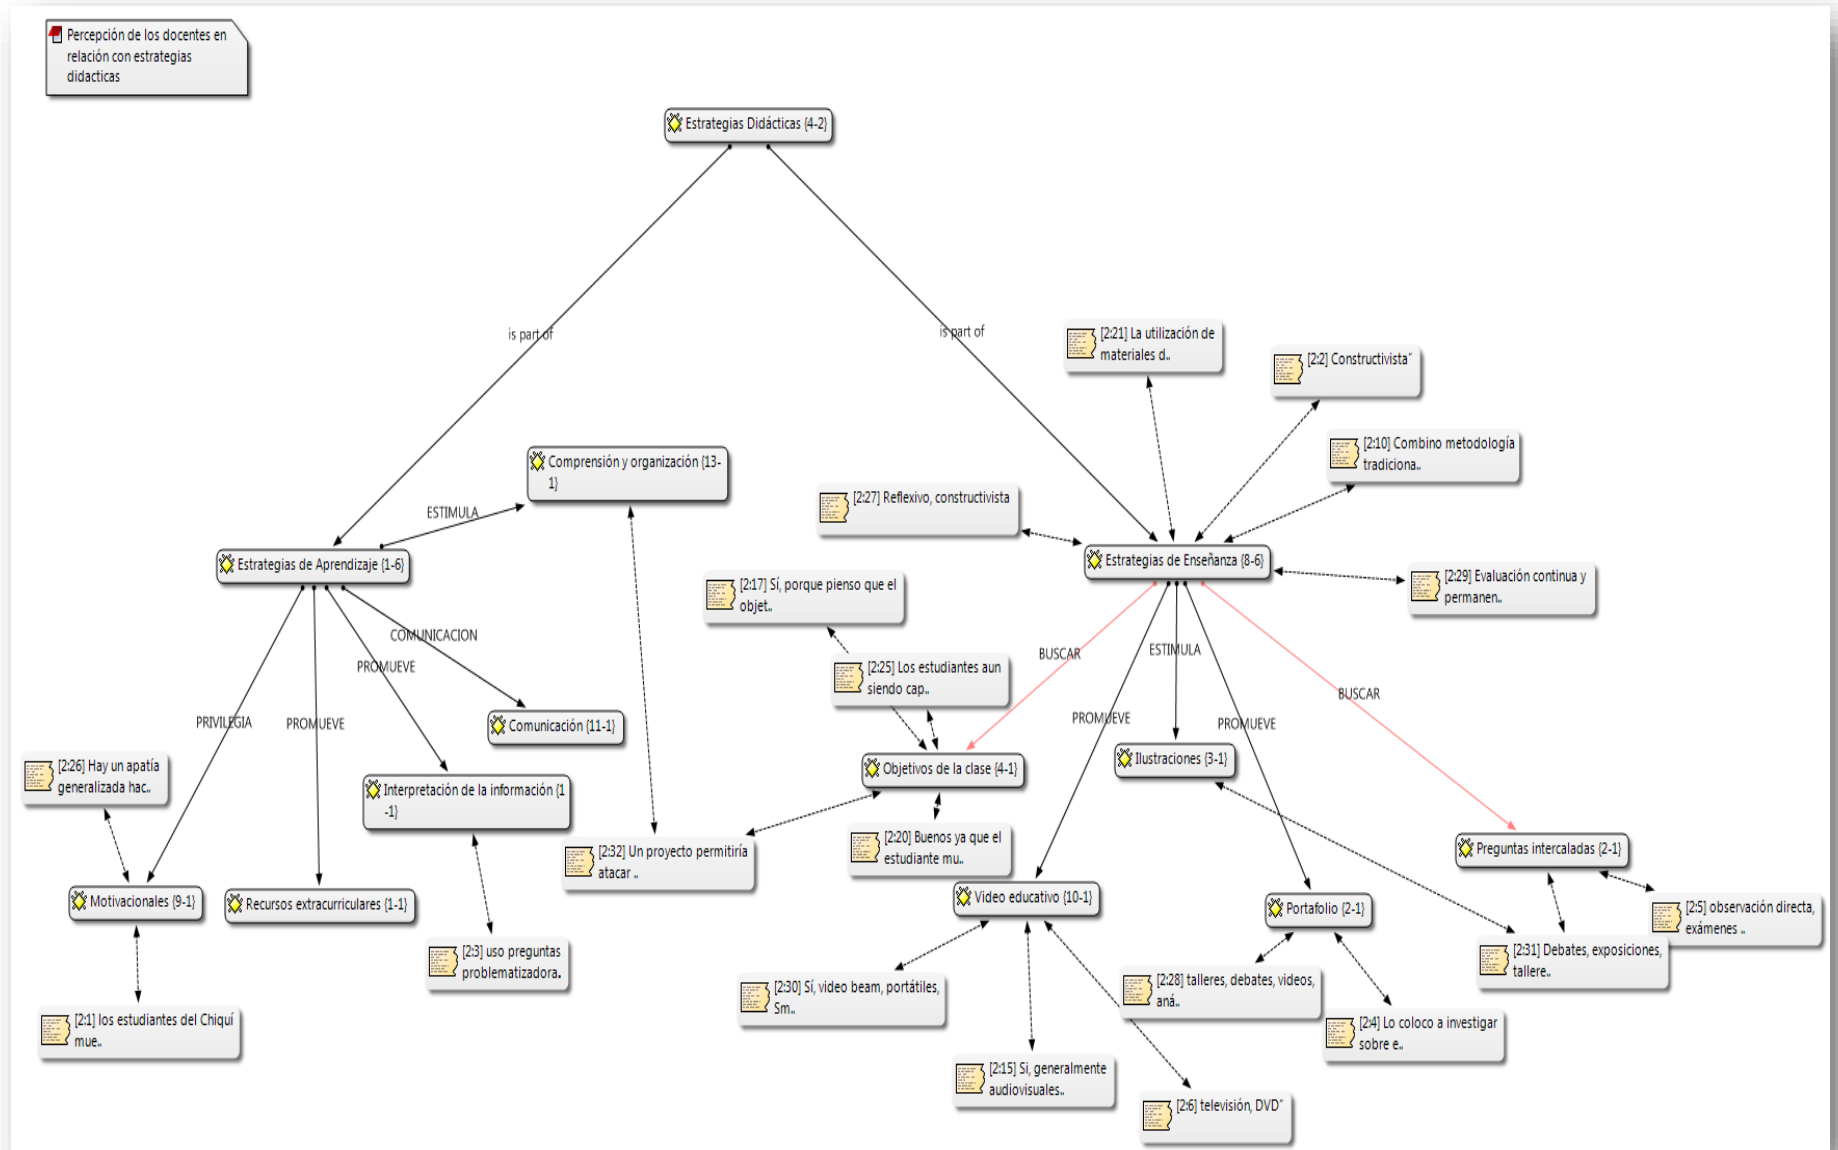 Percepción de los docentes en
relación con estrategias
didacticas
Estrategias Didácticas {4-2}
is part of
is part of
[2:21] La utilización de
materiales d..
[2:2] Constructivista"
[2:10] Combino metodología
tradiciona..
Comprensión y organización {13-
1}
[2:27] Reflexivo, constructivista
ESTIMULA
Estrategias de Aprendizaje {1-6}
Estrategias de Enseñanza {8-6}
[2:17] Sí, porque pienso que el
objet..
[2:29] Evaluación continua y
permanen..
COMUNICACION
PROMUEVE
BUSCAR
ESTIMULA
[2:25] Los estudiantes aun
siendo cap..
BUSCAR
PRIVILEGIA
PROMUEVE
Comunicación {11-1}
PROMUEVE
PROMUEVE
[2:26] Hay un apatía
generalizada hac..
Objetivos de la clase {4-1}
Ilustraciones {3-1}
Interpretación de la información {1
-1}
[2:32] Un proyecto permitiría
atacar ..
[2:20] Buenos ya que el
estudiante mu..
Preguntas intercaladas {2-1}
Motivacionales {9-1}
Recursos extracurriculares {1-1}
Video educativo {10-1}
Portafolio {2-1}
[2:5] observación directa,
exámenes ..
[2:3] uso preguntas
problematizadora.
[2:31] Debates, exposiciones,
tallere..
[2:30] Sí, video beam, portátiles,
Sm..
[2:28] talleres, debates, videos,
aná..
[2:1] los estudiantes del Chiquí
mue..
[2:4] Lo coloco a investigar
sobre e..
[2:15] Si, generalmente
audiovisuales..
[2:6] televisión, DVD"